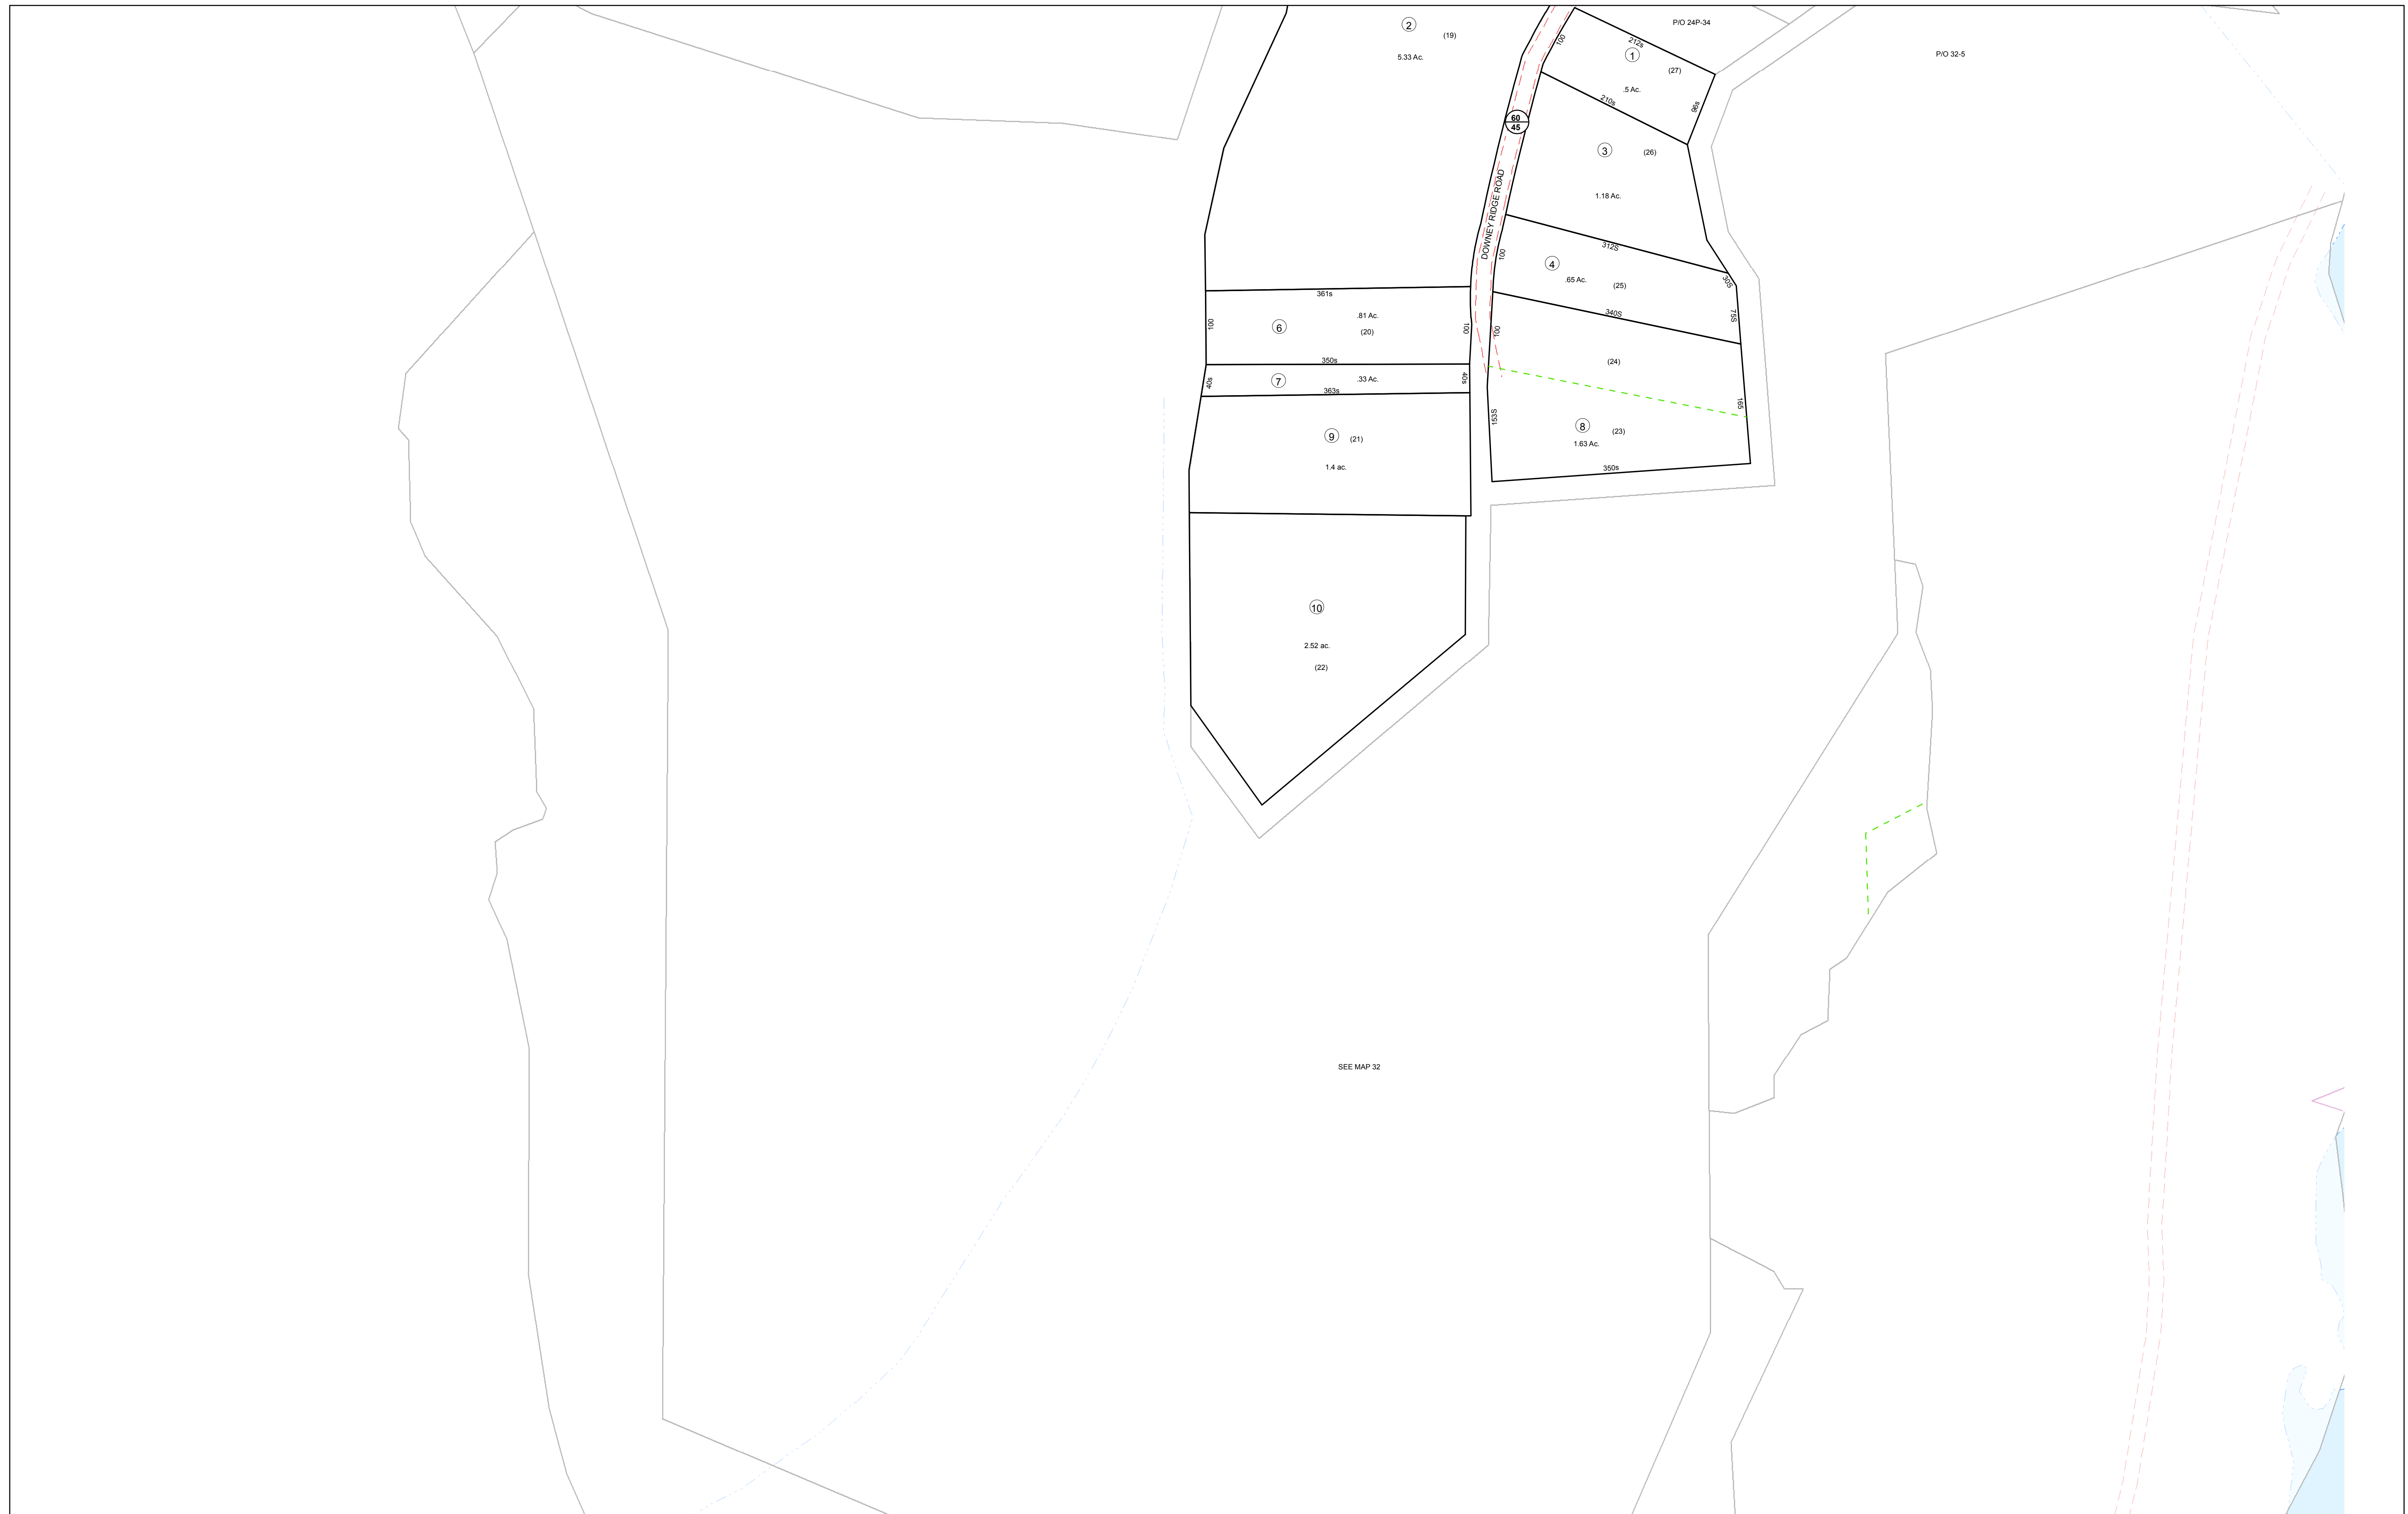 2
(19)
5.33 Ac.
P/O 24P-34
P/O 32-5
100
212s
1
(27)
.5 Ac.
96s
210s
60
45
3
(26)
1.18 Ac.
DOWNEY RIDGE ROAD
312S
100
4
.65 Ac.
(25)
30S
75S
340S
361s
100
6
.81 Ac.
(20)
100
100
350s
(24)
40s
7
.33 Ac.
40s
363s
165
153S
9
(21)
1.4 ac.
8
(23)
1.63 Ac.
350s
10
2.52 ac.
(22)
SEE MAP 32